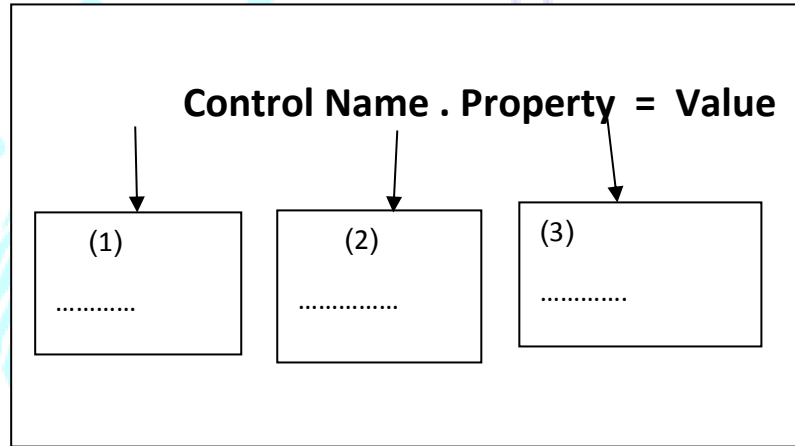 Control Name . Property = Value
(1) (2) (3)
………… …………… ………….